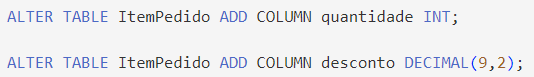 ALTER TABLE ItemPedido ADD COLUMN quantidade INT;
ALTER TABLE ItemPedido ADD COLUMN desconto DECIMAL(9,2);